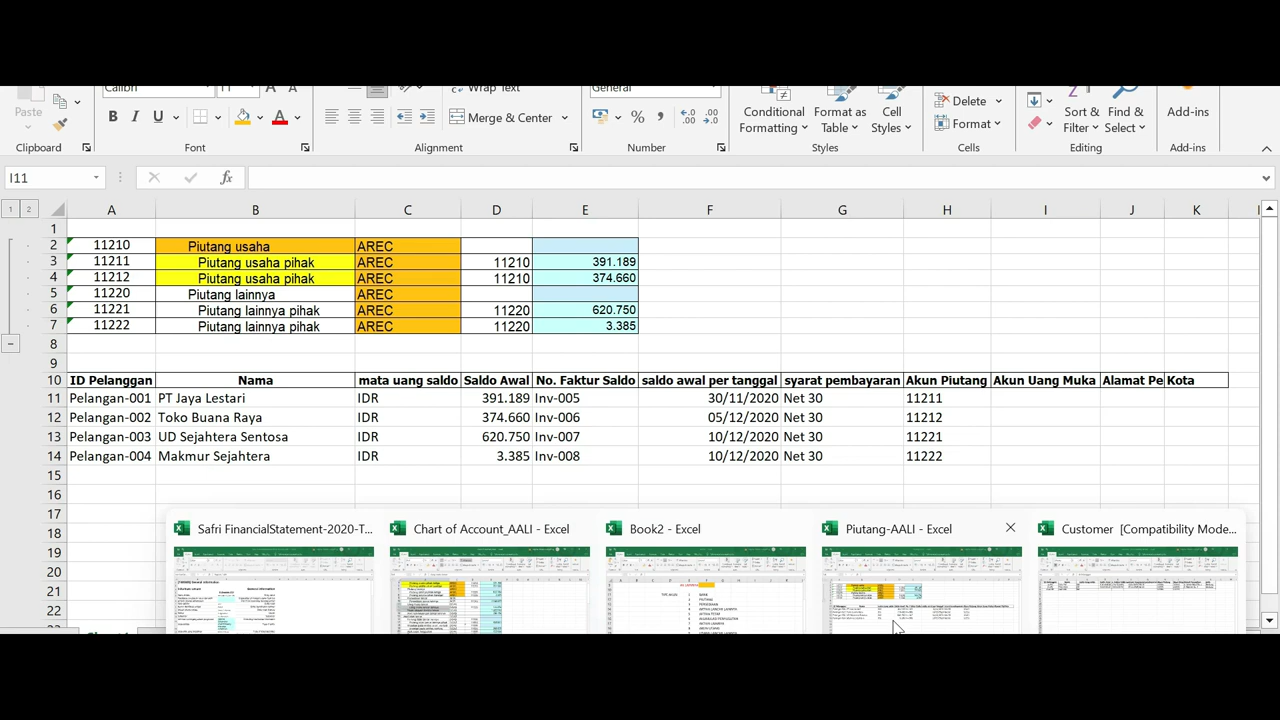 Calibri 11 Wrap Text General
Paste Conditional Formatting Format as Table Cell Styles Delete Sort & Filter Find & Select Add-ins
B I U A Merge & Center % , Format
Clipboard Font Alignment Number Styles Cells Editing Add-ins
I11 fx
1 2 A B C D E F G H I J K
1
2 11210 Piutang usaha AREC
3 11211 Piutang usaha pihak AREC 11210 391.189
4 11212 Piutang usaha pihak AREC 11210 374.660
5 11220 Piutang lainnya AREC
6 11221 Piutang lainnya pihak AREC 11220 620.750
7 11222 Piutang lainnya pihak AREC 11220 3.385
8
9
10 ID Pelanggan Nama mata uang saldo Saldo Awal No. Faktur Saldo saldo awal per tanggal syarat pembayaran Akun Piutang Akun Uang Muka Alamat Pe Kota
11 Pelangan-001 PT Jaya Lestari IDR 391.189 Inv-005 30/11/2020 Net 30 11211
12 Pelangan-002 Toko Buana Raya IDR 374.660 Inv-006 05/12/2020 Net 30 11212
13 Pelangan-003 UD Sejahtera Sentosa IDR 620.750 Inv-007 10/12/2020 Net 30 11221
14 Pelangan-004 Makmur Sejahtera IDR 3.385 Inv-008 10/12/2020 Net 30 11222
15
16
17
18
19
20
21
22
Safri FinancialStatement-2020-T... Chart of Account_AALI - Excel Book2 - Excel Piutang-AALI - Excel Customer [Compatibility Mode...